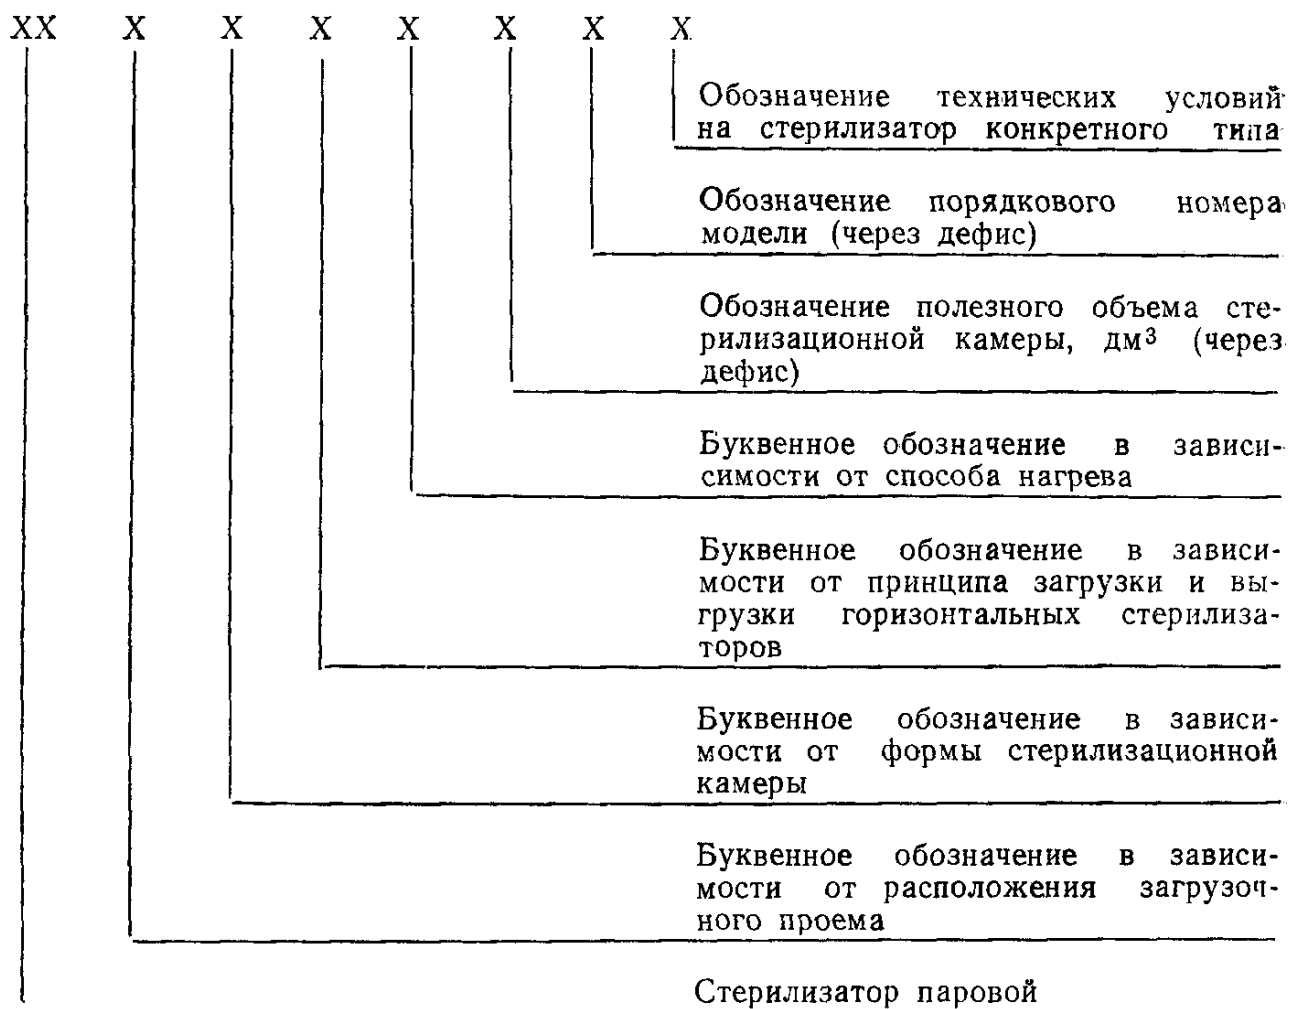 XX X X X X X X X
Обозначение технических условий
на стерилизатор конкретного типа
Обозначение порядкового номера
модели (через дефис)
Обозначение полезного объема сте-
рилизационной камеры, дм³ (через
дефис)
Буквенное обозначение в зависи-
симости от способа нагрева
Буквенное обозначение в зависи-
мости от принципа загрузки и вы-
грузки горизонтальных стерилиза-
торов
Буквенное обозначение в зависи-
мости от формы стерилизационной
камеры
Буквенное обозначение в зависи-
мости от расположения загрузоч-
ного проема
Стерилизатор паровой